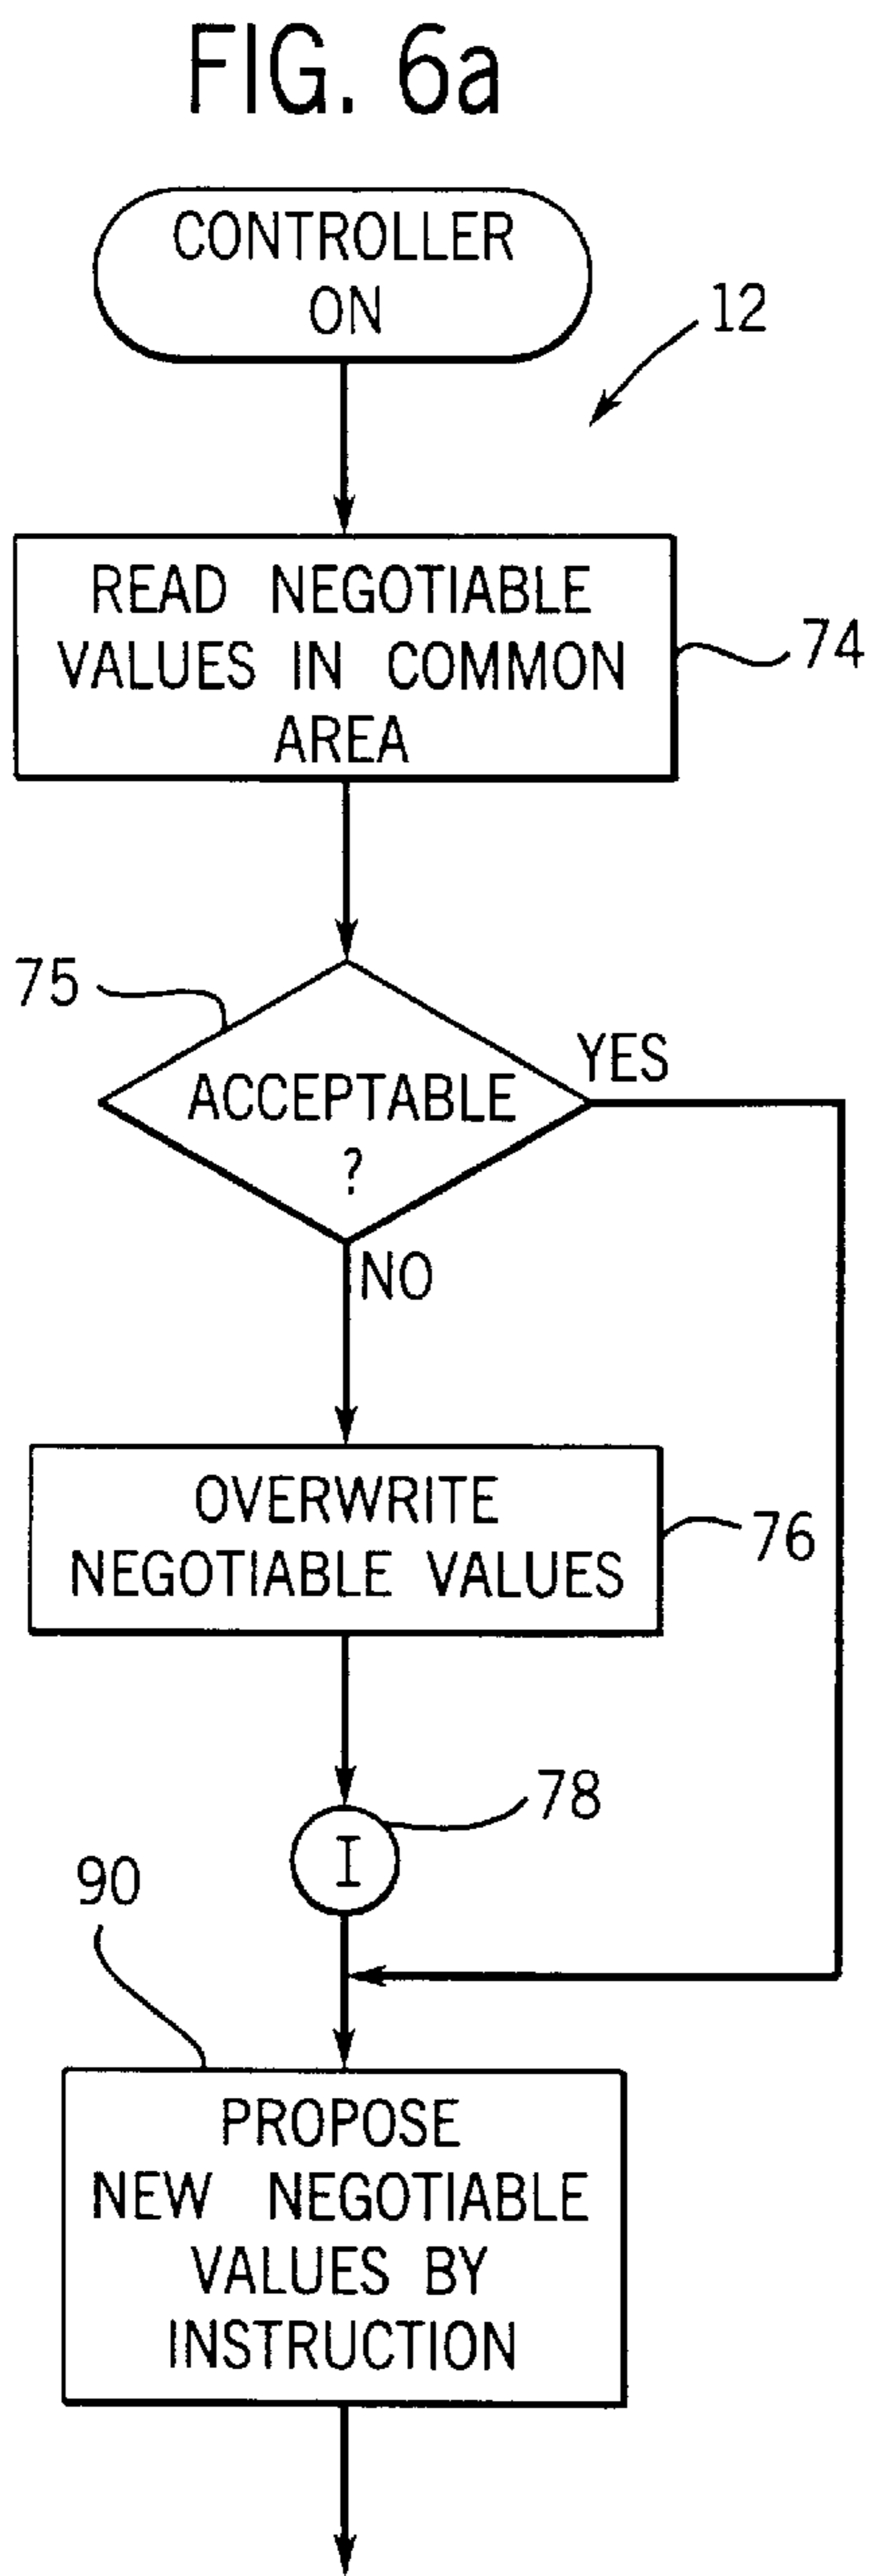 FIG. 6a
CONTROLLER
ON
12
READ NEGOTIABLE
VALUES IN COMMON
AREA
74
75
ACCEPTABLE
?
YES
NO
OVERWRITE
NEGOTIABLE VALUES
76
78
I
90
PROPOSE
NEW NEGOTIABLE
VALUES BY
INSTRUCTION